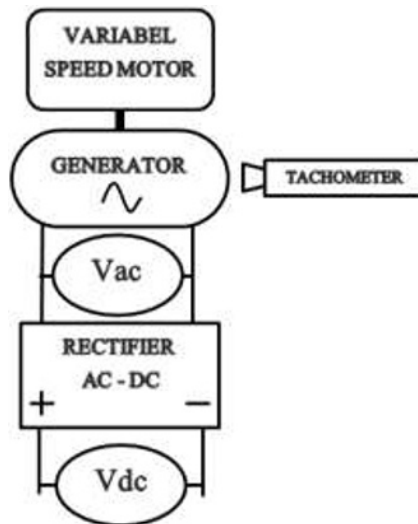 VARIABEL
SPEED MOTOR
GENERATOR
TACHOMETER
Vac
RECTIFIER
AC - DC
+ −
Vdc